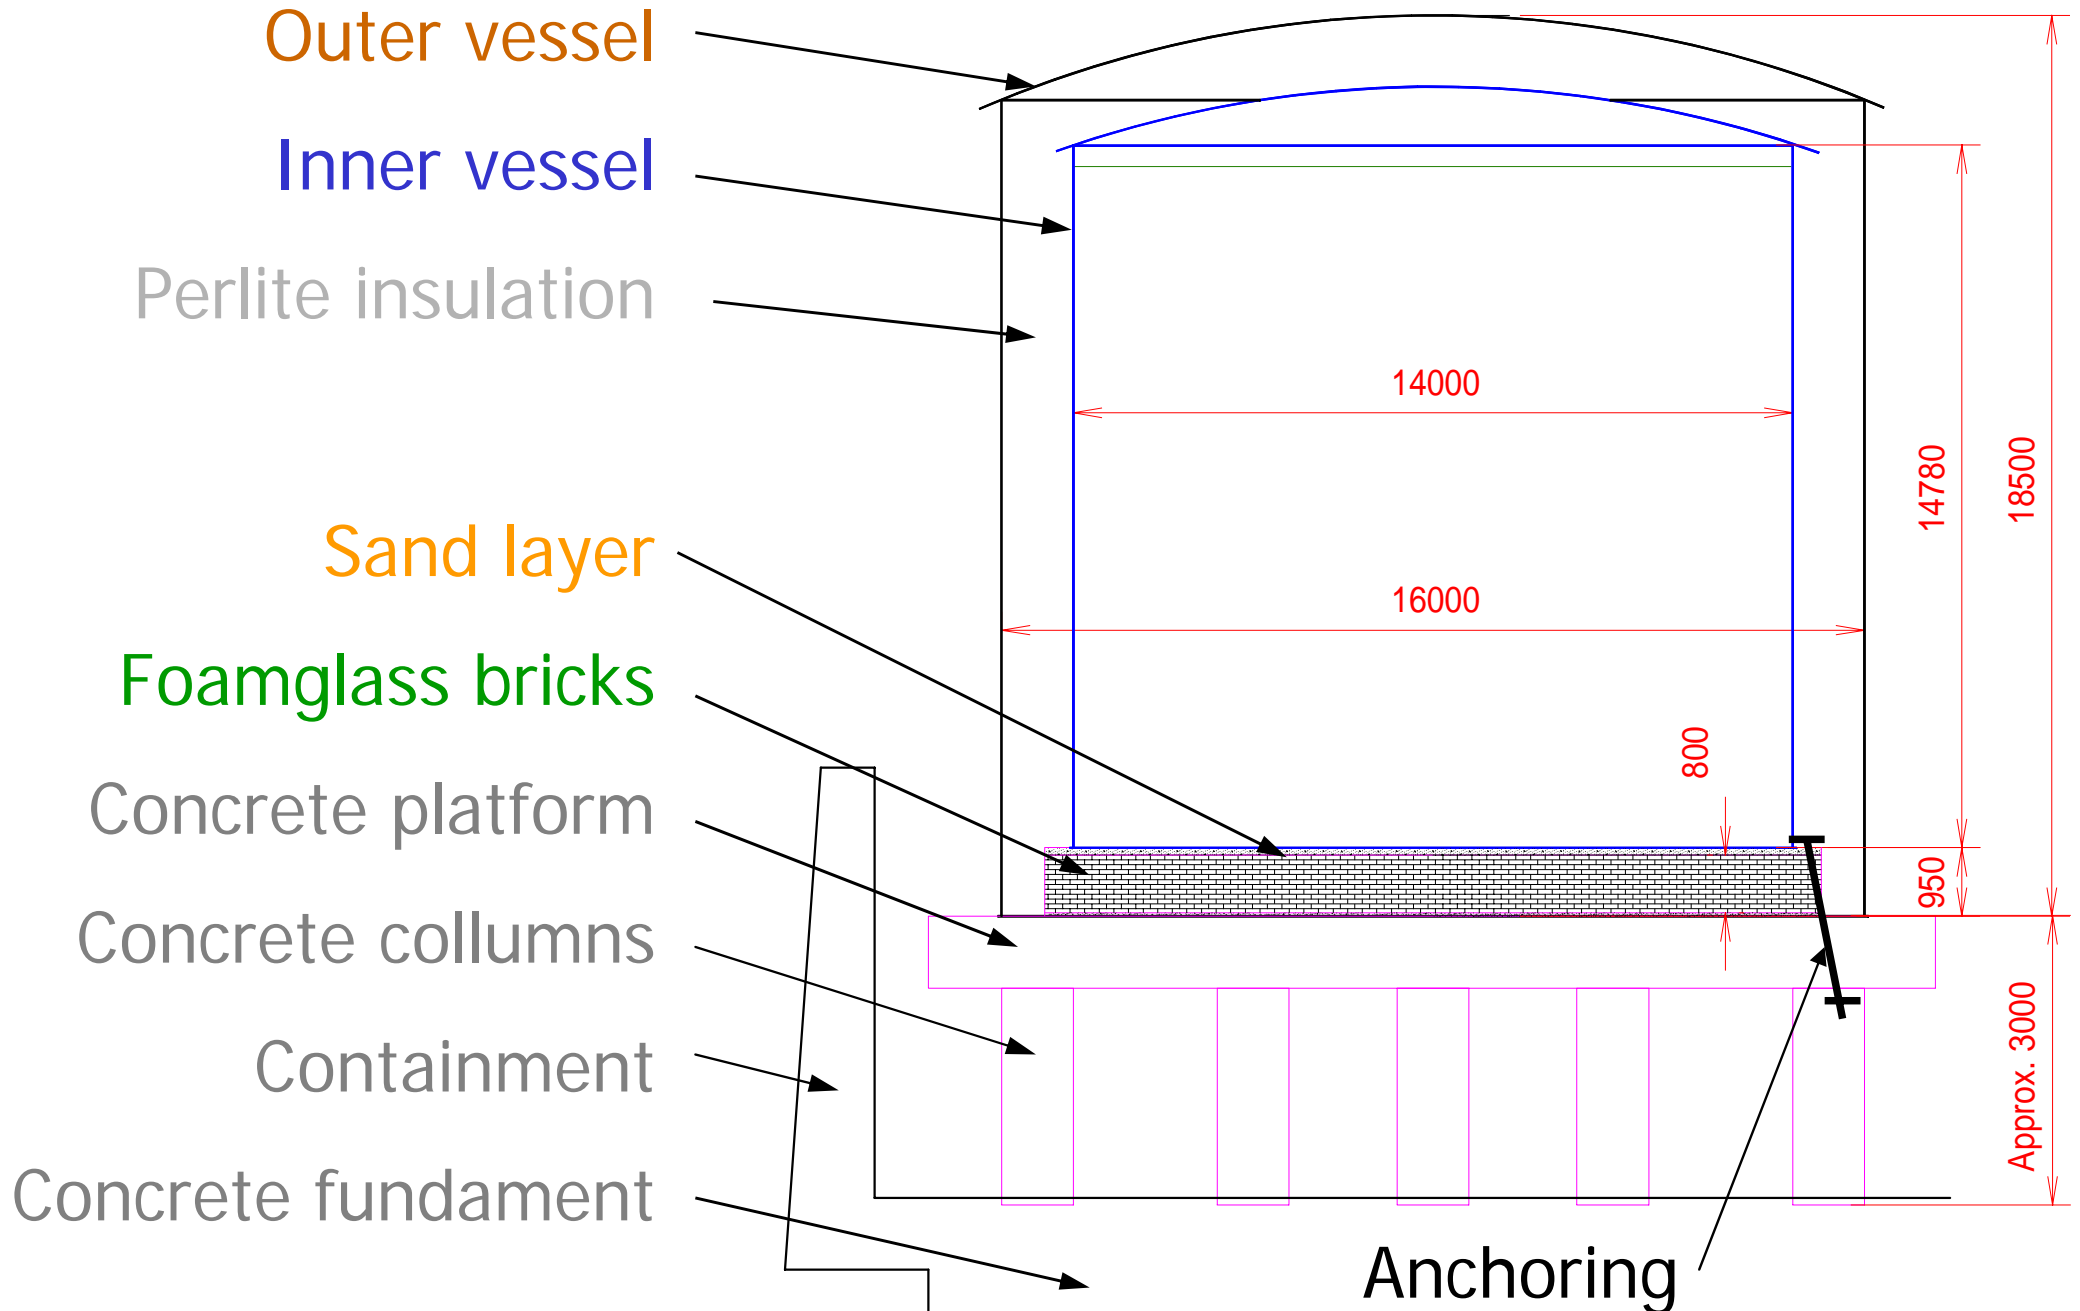 Outer vessel
Inner vessel
Perlite insulation
Sand layer
Foamglass bricks
Concrete platform
Concrete collumns
Containment
Concrete fundament
Anchoring
14000
16000
800
14780
18500
950
Approx. 3000